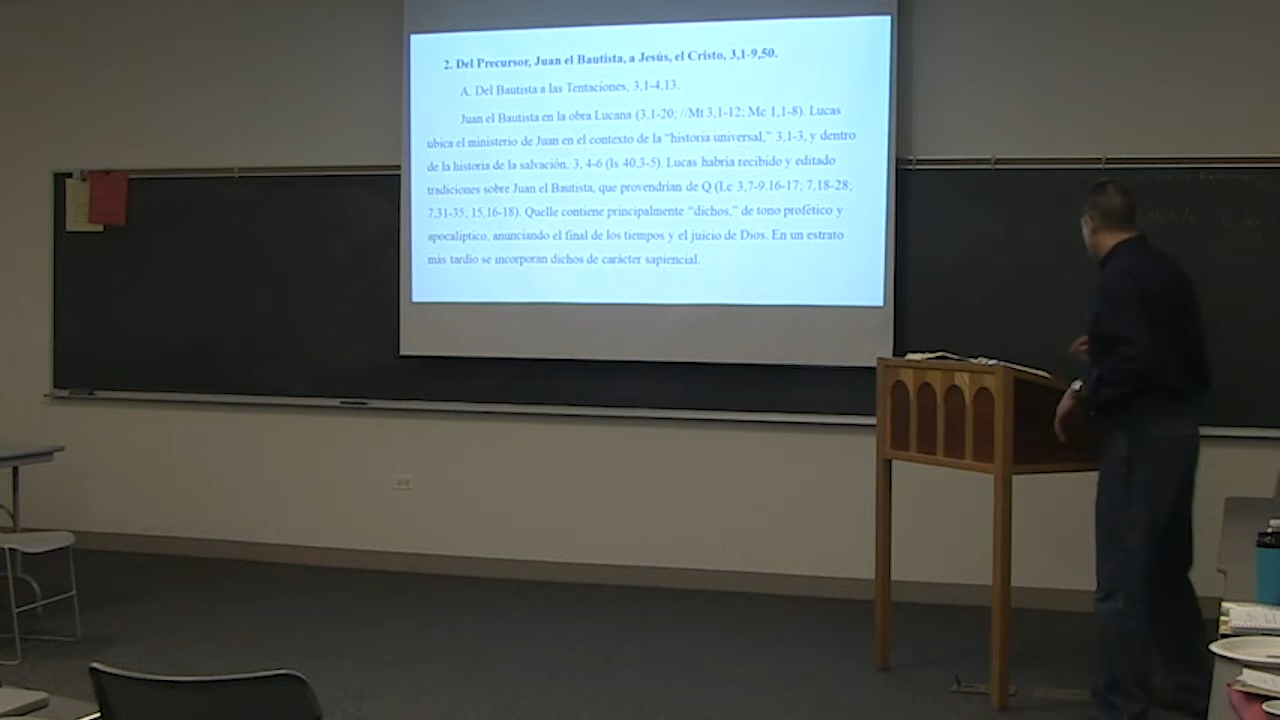 2. Del Precursor, Juan el Bautista, a Jesús, el Cristo, 3,1-9,50.
A. Del Bautista a las Tentaciones, 3,1-4,13.
Juan el Bautista en la obra Lucana (3,1-20; //Mt 3,1-12; Mc 1,1-8). Lucas
ubica el ministerio de Juan en el contexto de la “historia universal,” 3,1-3, y dentro
de la historia de la salvación, 3, 4-6 (Is 40,3-5). Lucas habría recibido y editado
tradiciones sobre Juan el Bautista, que provendrían de Q (Lc 3,7-9.16-17; 7,18-28;
7,31-35; 15,16-18). Quelle contiene principalmente “dichos,” de tono profético y
apocalíptico, anunciando el final de los tiempos y el juicio de Dios. En un estrato
más tardío se incorporan dichos de carácter sapiencial.